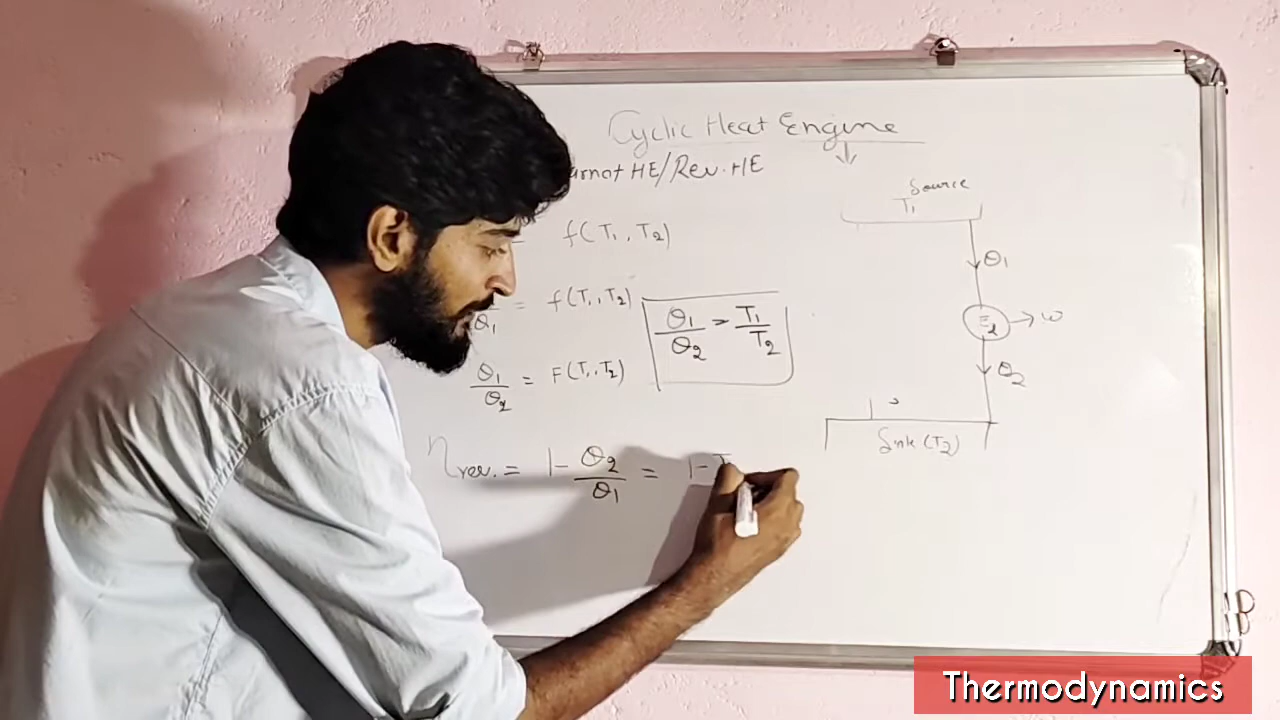 Cyclic Heat Engine
arnot HE/Rev. HE
= f(T1, T2)
Q1 = f(T1, T2)
Q1/Q2 = T1/T2
Q1/Q2 = F(T1, T2)
ηrev. = 1 - Q2/Q1 = 1 - T
Source
T1
Q1
E → W
Q2
Sink (T2)
Thermodynamics